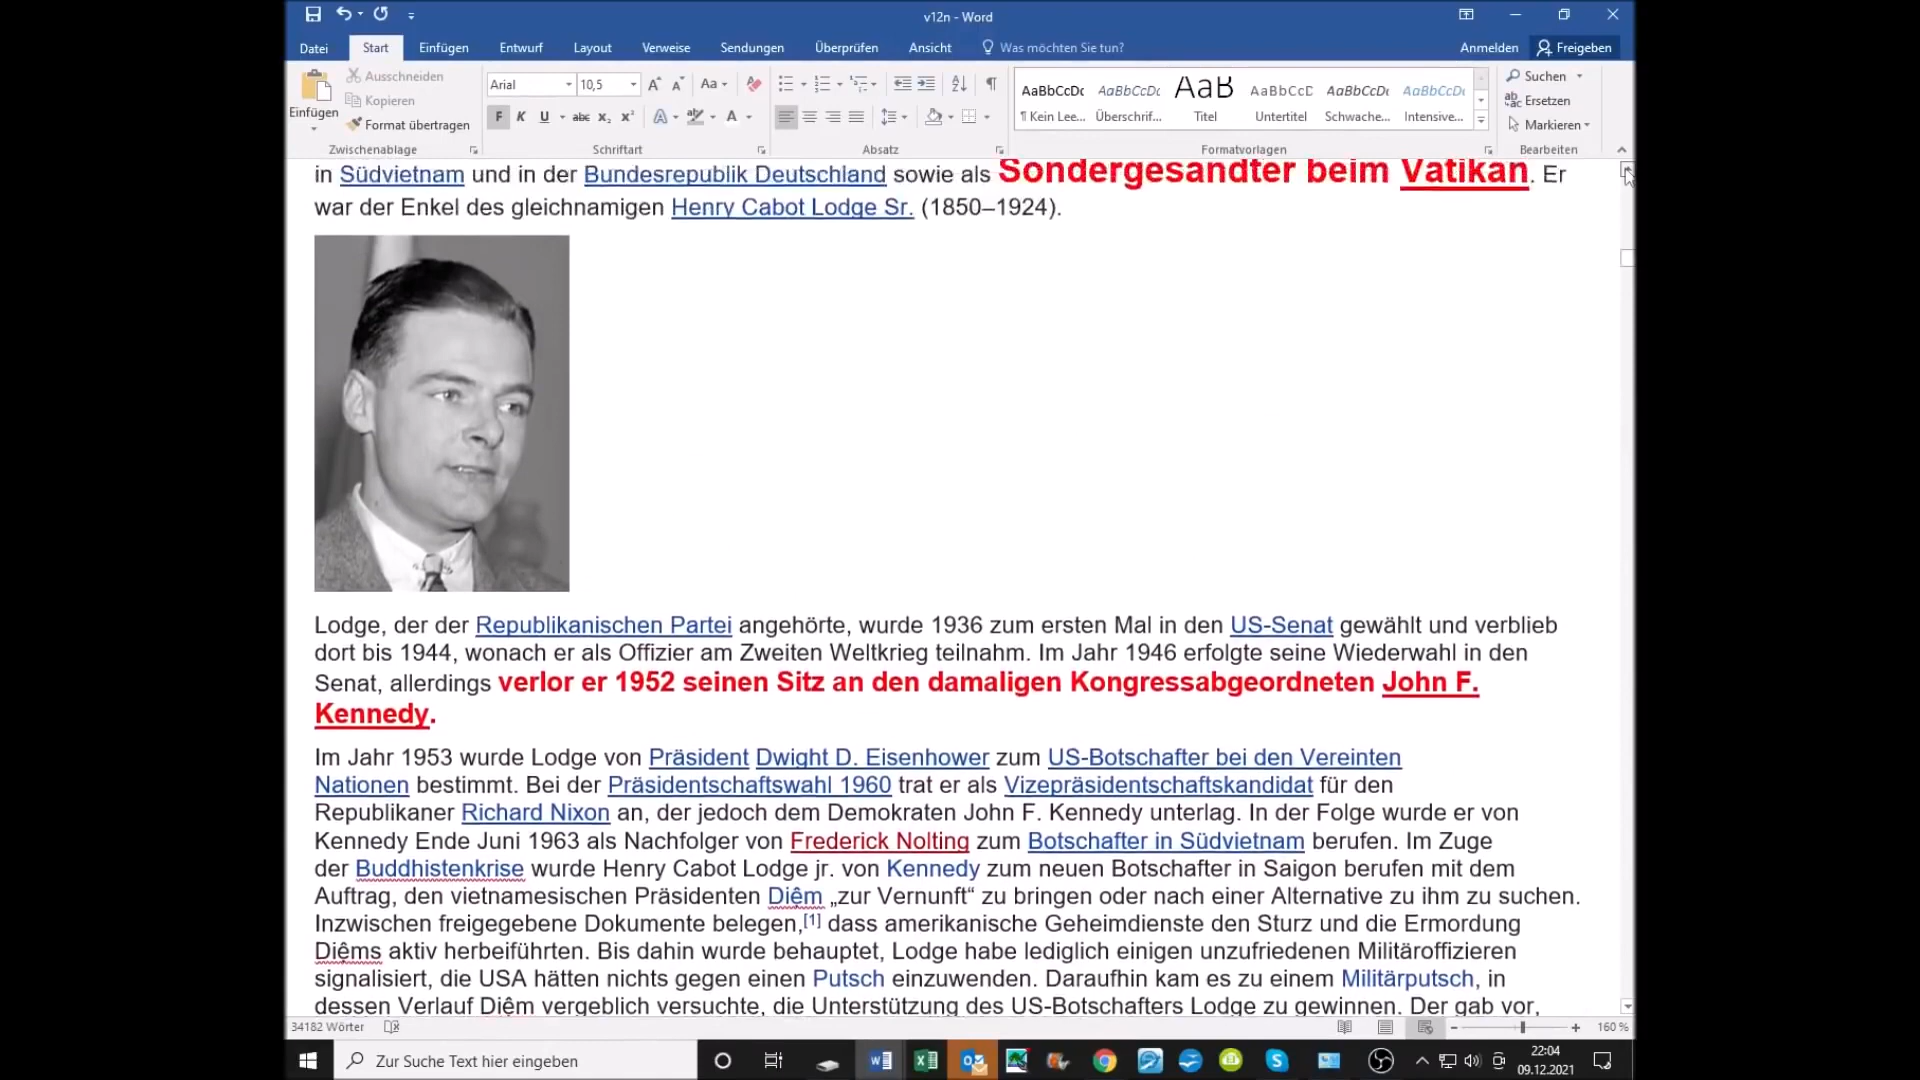 v12n - Word
Datei Start Einfügen Entwurf Layout Verweise Sendungen Überprüfen Ansicht Was möchten Sie tun? Anmelden Freigeben
Einfügen
Ausschneiden
Kopieren
Format übertragen
Zwischenablage
Arial 10,5
F K U abc x₂ x²
Schriftart
Absatz
AaBbCcDc AaBbCcDc AaB AaBbCcD AaBbCcDc AaBbCcDc
¶ Kein Lee... Überschrif... Titel Untertitel Schwache... Intensive...
Formatvorlagen
Suchen
Ersetzen
Markieren
Bearbeiten
in Südvietnam und in der Bundesrepublik Deutschland sowie als Sondergesandter beim Vatikan. Er
war der Enkel des gleichnamigen Henry Cabot Lodge Sr. (1850–1924).
Lodge, der der Republikanischen Partei angehörte, wurde 1936 zum ersten Mal in den US-Senat gewählt und verblieb
dort bis 1944, wonach er als Offizier am Zweiten Weltkrieg teilnahm. Im Jahr 1946 erfolgte seine Wiederwahl in den
Senat, allerdings verlor er 1952 seinen Sitz an den damaligen Kongressabgeordneten John F.
Kennedy.
Im Jahr 1953 wurde Lodge von Präsident Dwight D. Eisenhower zum US-Botschafter bei den Vereinten
Nationen bestimmt. Bei der Präsidentschaftswahl 1960 trat er als Vizepräsidentschaftskandidat für den
Republikaner Richard Nixon an, der jedoch dem Demokraten John F. Kennedy unterlag. In der Folge wurde er von
Kennedy Ende Juni 1963 als Nachfolger von Frederick Nolting zum Botschafter in Südvietnam berufen. Im Zuge
der Buddhistenkrise wurde Henry Cabot Lodge jr. von Kennedy zum neuen Botschafter in Saigon berufen mit dem
Auftrag, den vietnamesischen Präsidenten Diệm „zur Vernunft“ zu bringen oder nach einer Alternative zu ihm zu suchen.
Inzwischen freigegebene Dokumente belegen,[1] dass amerikanische Geheimdienste den Sturz und die Ermordung
Diệms aktiv herbeiführten. Bis dahin wurde behauptet, Lodge habe lediglich einigen unzufriedenen Militäroffizieren
signalisiert, die USA hätten nichts gegen einen Putsch einzuwenden. Daraufhin kam es zu einem Militärputsch, in
dessen Verlauf Diệm vergeblich versuchte, die Unterstützung des US-Botschafters Lodge zu gewinnen. Der gab vor,
34182 Wörter 160 %
Zur Suche Text hier eingeben
22:04
09.12.2021